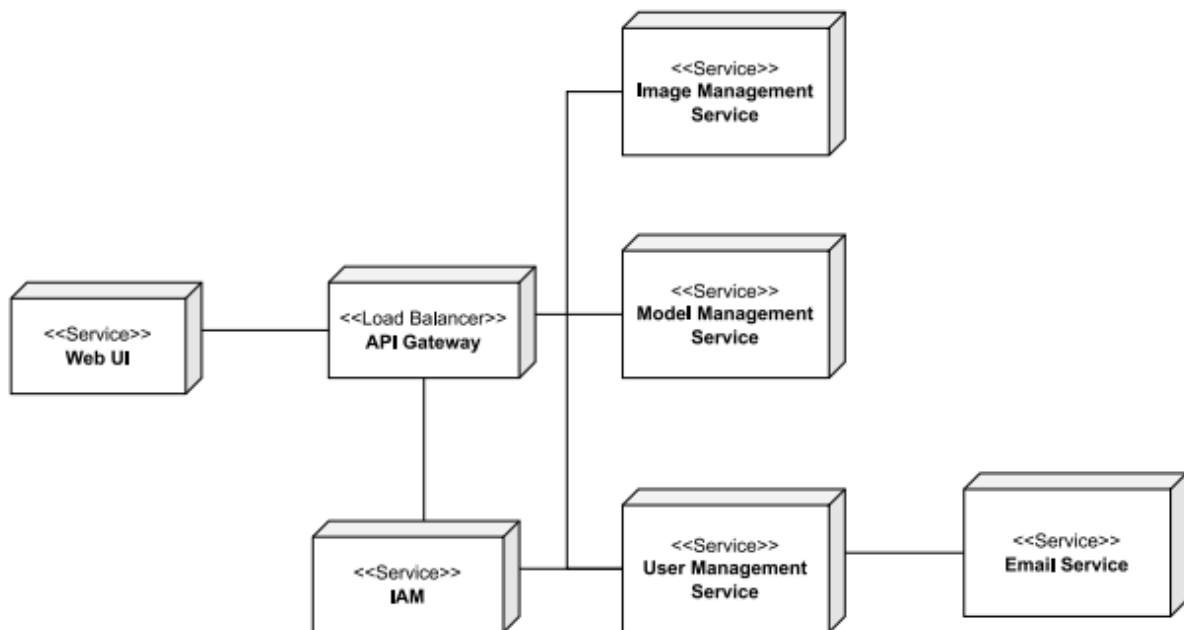 <<Service>>
Image Management
Service
<<Service>>
Web UI
<<Load Balancer>>
API Gateway
<<Service>>
Model Management
Service
<<Service>>
IAM
<<Service>>
User Management
Service
<<Service>>
Email Service